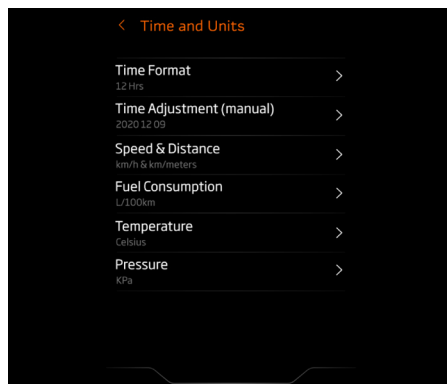 Time and Units
Time Format
12 Hrs
Time Adjustment (manual)
2020 12 09
Speed & Distance
km/h & km/meters
Fuel Consumption
L/100km
Temperature
Celsius
Pressure
KPa